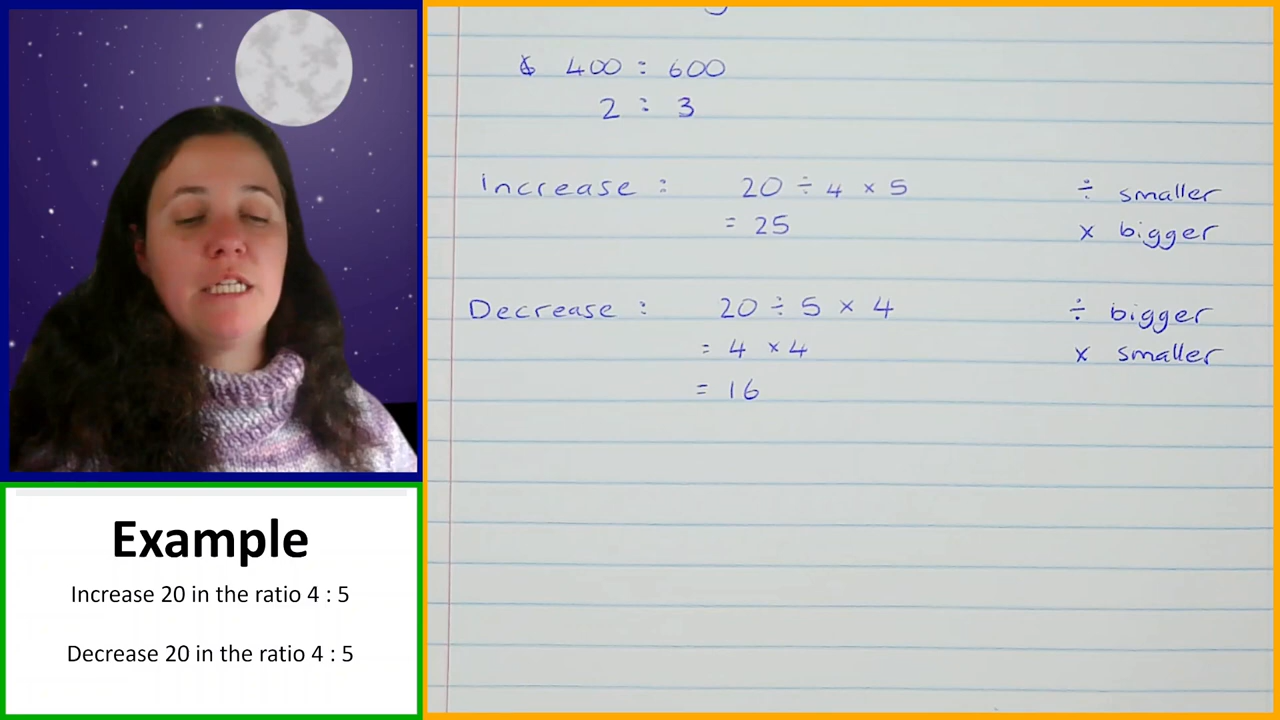 $ 400 : 600
2 : 3
Increase : 20 ÷ 4 × 5 ÷ smaller
= 25 × bigger
Decrease : 20 ÷ 5 × 4 ÷ bigger
= 4 × 4 × smaller
= 16
Example
Increase 20 in the ratio 4 : 5
Decrease 20 in the ratio 4 : 5